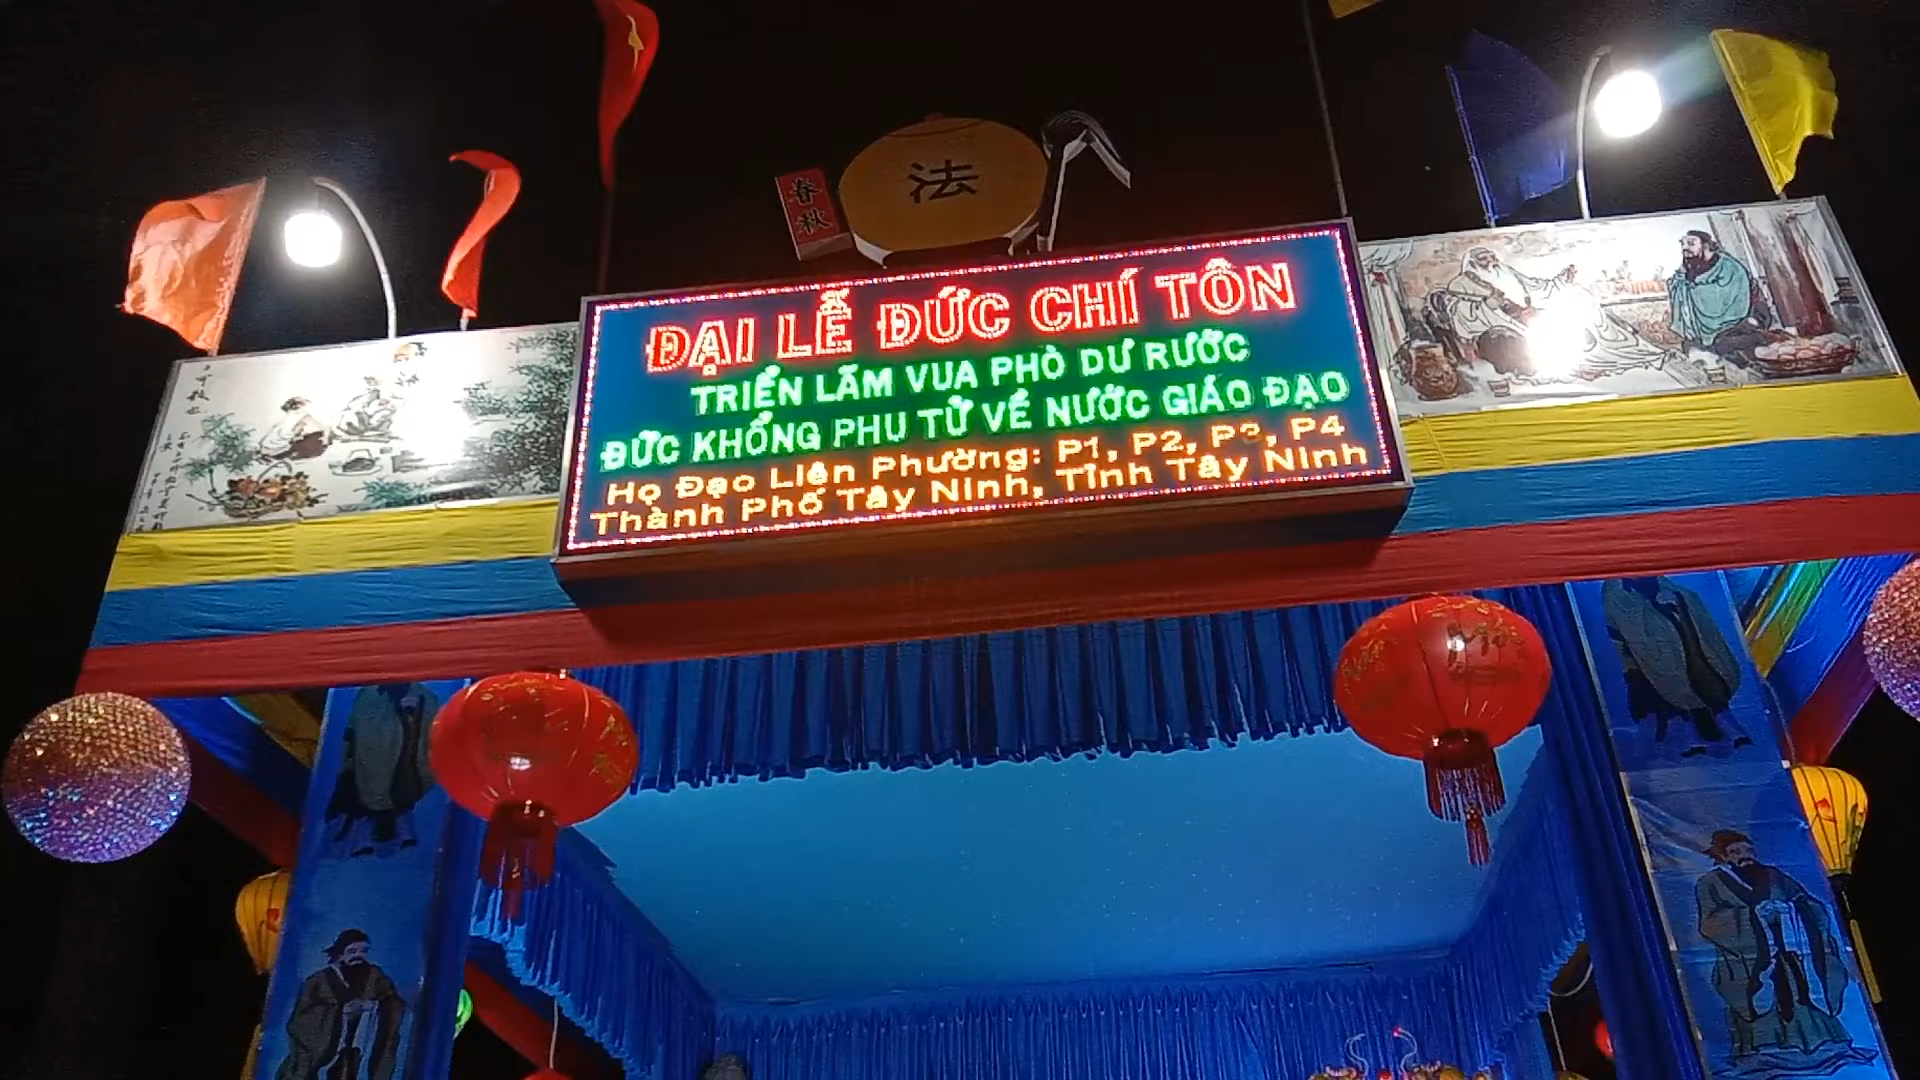 法
春秋
ĐẠI LỄ ĐỨC CHÍ TÔN
TRIỂN LÃM VUA PHÒ DƯ RƯỚC
ĐỨC KHỔNG PHU TỬ VỀ NƯỚC GIÁO ĐẠO
Họ Đạo Liên Phường: P1, P2, P3, P4
Thành Phố Tây Ninh, Tỉnh Tây Ninh